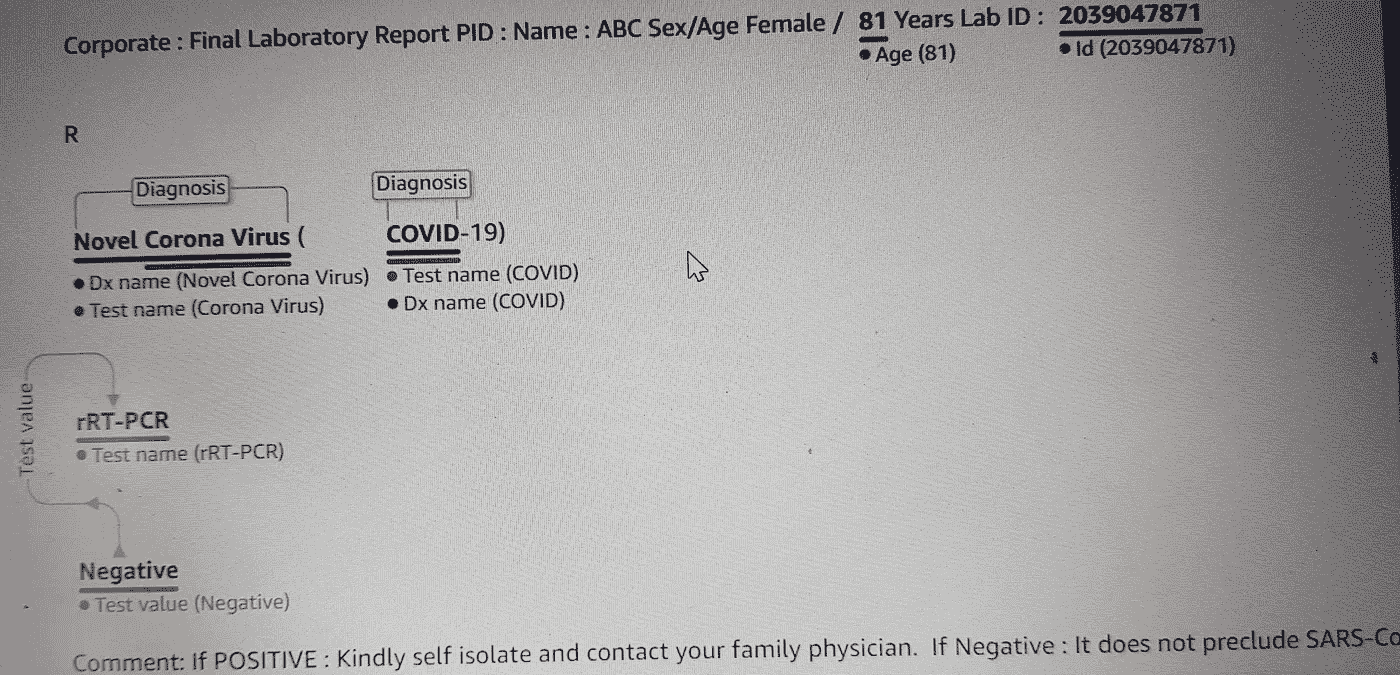 Corporate : Final Laboratory Report PID : Name : ABC Sex/Age Female / 81 Years Lab ID : 2039047871
• Age (81) • Id (2039047871)
R
Diagnosis Diagnosis
Novel Corona Virus ( COVID-19)
• Dx name (Novel Corona Virus) • Test name (COVID)
• Test name (Corona Virus) • Dx name (COVID)
Test value
rRT-PCR
• Test name (rRT-PCR)
Negative
• Test value (Negative)
Comment: If POSITIVE : Kindly self isolate and contact your family physician. If Negative : It does not preclude SARS-Co